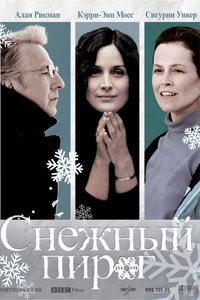 Алан Рикман
Кэрри-Энн Мосс
Сигурни Уивер
Снежный
пирог
BBC Films